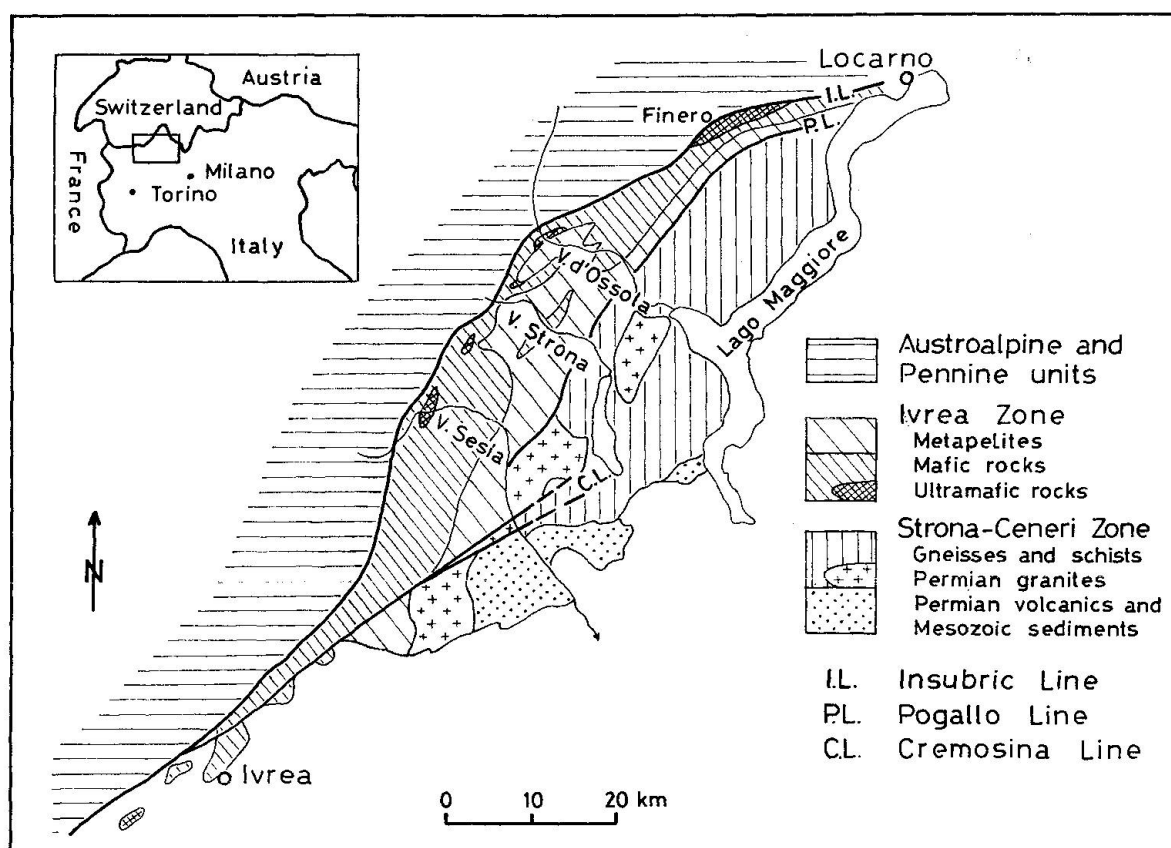 Austria
Switzerland
France
Milano
Torino
Italy
Locarno
Finero
I.L.
P.L.
V. d'Ossola
V. Strona
Lago Maggiore
V. Sesia
C.L.
N
Ivrea
0 10 20 km
Austroalpine and
Pennine units
Ivrea Zone
Metapelites
Mafic rocks
Ultramafic rocks
Strona-Ceneri Zone
Gneisses and schists
Permian granites
Permian volcanics and
Mesozoic sediments
I.L. Insubric Line
P.L. Pogallo Line
C.L. Cremosina Line